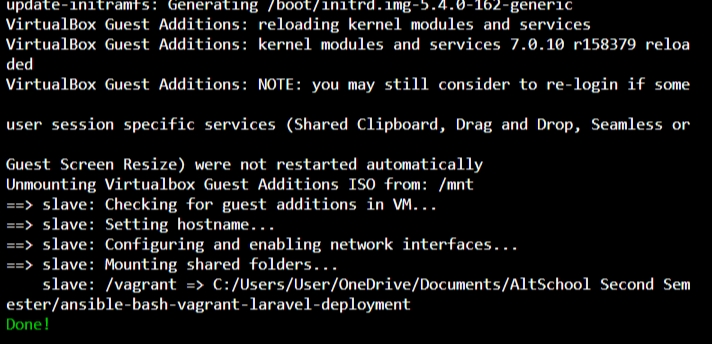 update-initramfs: Generating /boot/initrd.img-5.4.0-162-generic
VirtualBox Guest Additions: reloading kernel modules and services
VirtualBox Guest Additions: kernel modules and services 7.0.10 r158379 reloa
ded
VirtualBox Guest Additions: NOTE: you may still consider to re-login if some
user session specific services (Shared Clipboard, Drag and Drop, Seamless or
Guest Screen Resize) were not restarted automatically
Unmounting Virtualbox Guest Additions ISO from: /mnt
==> slave: Checking for guest additions in VM...
==> slave: Setting hostname...
==> slave: Configuring and enabling network interfaces...
==> slave: Mounting shared folders...
    slave: /vagrant => C:/Users/User/OneDrive/Documents/AltSchool Second Sem
ester/ansible-bash-vagrant-laravel-deployment
Done!